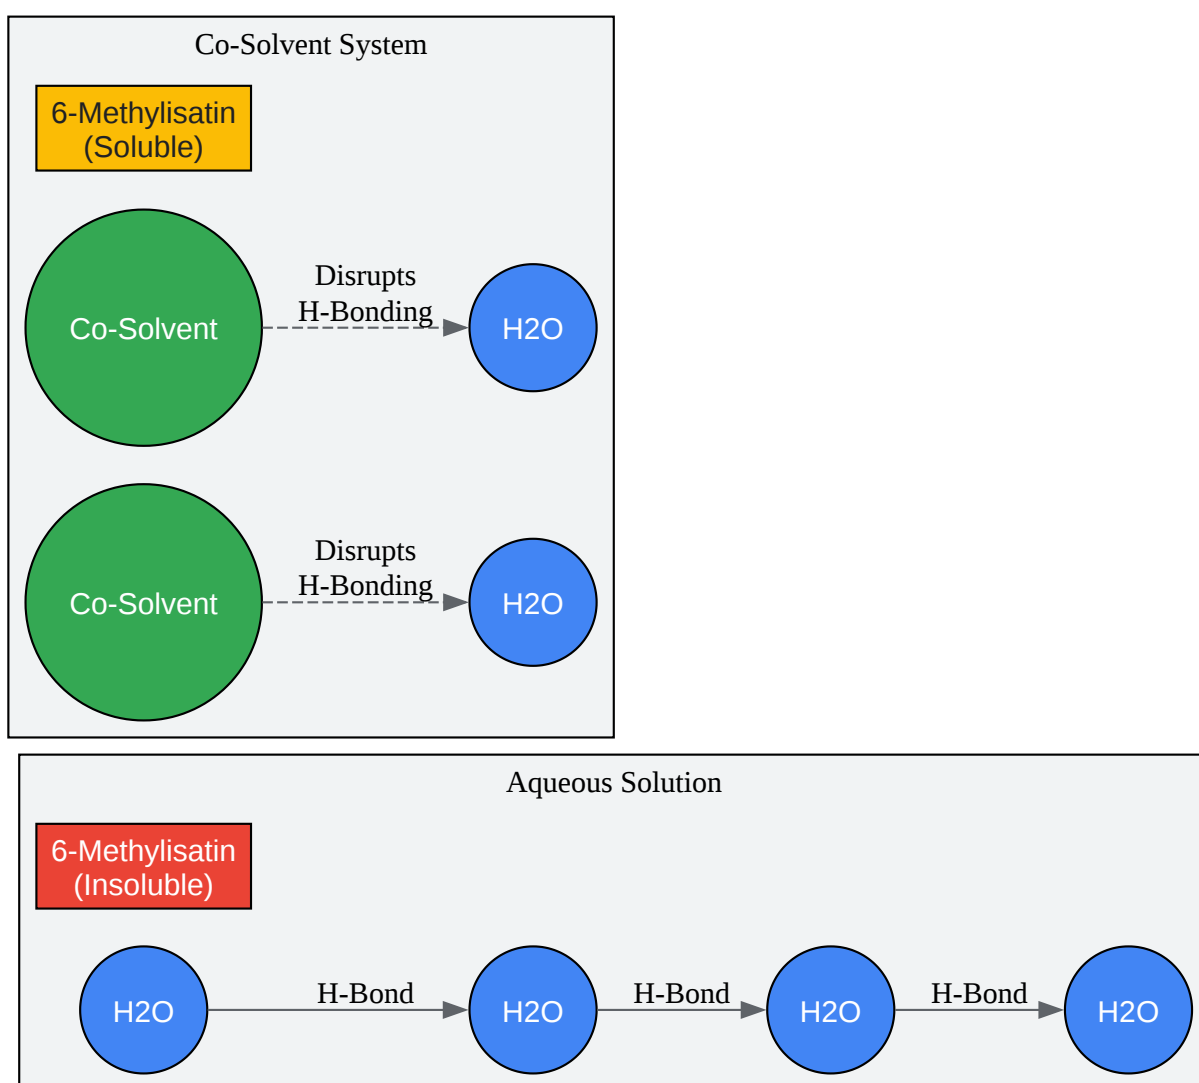 Co-Solvent System
6-Methylisatin
(Soluble)
Disrupts
H-Bonding
Co-Solvent
H2O
Disrupts
H-Bonding
Co-Solvent
H2O
Aqueous Solution
6-Methylisatin
(Insoluble)
H2O
H-Bond
H2O
H-Bond
H2O
H-Bond
H2O